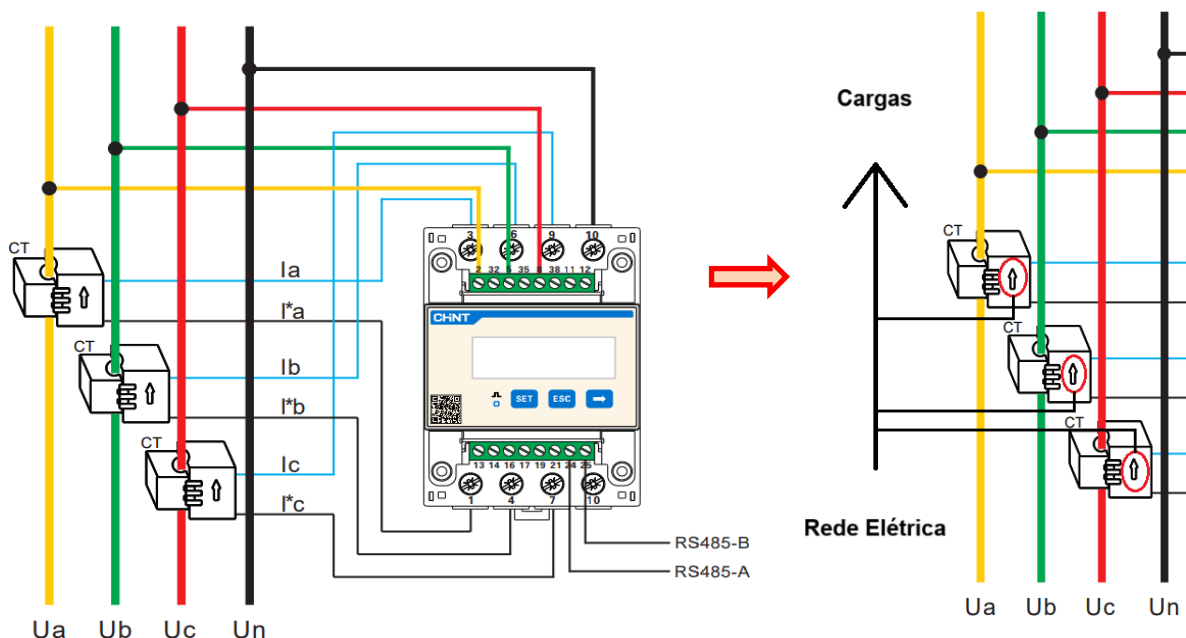 Ua Ub Uc Un
CT
CT
CT
Ia
I*a
Ib
I*b
Ic
I*c
3 6 9 10
2 32 5 35 8 38 11 12
CHNT
SET ESC
13 14 16 17 19 21 24 25
1 4 7 10
RS485-B
RS485-A
Cargas
CT
CT
CT
Rede Elétrica
Ua Ub Uc Un